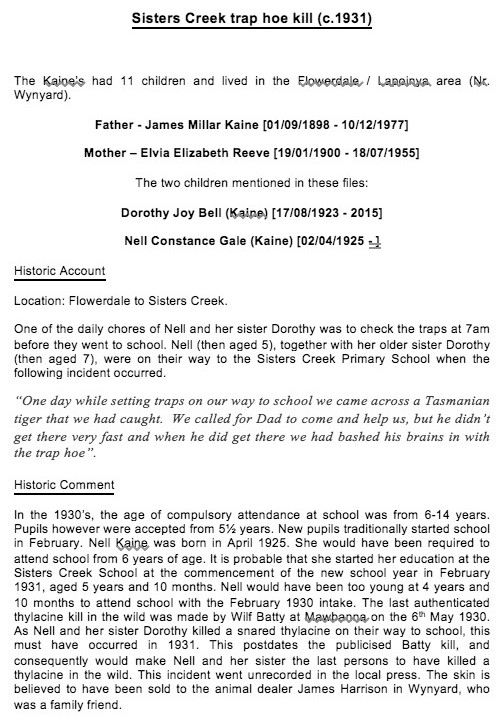 Sisters Creek trap hoe kill (c.1931)
The Kaine's had 11 children and lived in the Flowerdale / Lapoinya area (Nr.
Wynyard).
Father - James Millar Kaine [01/09/1898 - 10/12/1977]
Mother – Elvia Elizabeth Reeve [19/01/1900 - 18/07/1955]
The two children mentioned in these files:
Dorothy Joy Bell (Kaine) [17/08/1923 - 2015]
Nell Constance Gale (Kaine) [02/04/1925 - ]
Historic Account
Location: Flowerdale to Sisters Creek.
One of the daily chores of Nell and her sister Dorothy was to check the traps at 7am
before they went to school. Nell (then aged 5), together with her older sister Dorothy
(then aged 7), were on their way to the Sisters Creek Primary School when the
following incident occurred.
“One day while setting traps on our way to school we came across a Tasmanian
tiger that we had caught. We called for Dad to come and help us, but he didn’t
get there very fast and when he did get there we had bashed his brains in with
the trap hoe”.
Historic Comment
In the 1930’s, the age of compulsory attendance at school was from 6-14 years.
Pupils however were accepted from 5½ years. New pupils traditionally started school
in February. Nell Kaine was born in April 1925. She would have been required to
attend school from 6 years of age. It is probable that she started her education at the
Sisters Creek School at the commencement of the new school year in February
1931, aged 5 years and 10 months. Nell would have been too young at 4 years and
10 months to attend school with the February 1930 intake. The last authenticated
thylacine kill in the wild was made by Wilf Batty at Mawbanna on the 6th May 1930.
As Nell and her sister Dorothy killed a snared thylacine on their way to school, this
must have occurred in 1931. This postdates the publicised Batty kill, and
consequently would make Nell and her sister the last persons to have killed a
thylacine in the wild. This incident went unrecorded in the local press. The skin is
believed to have been sold to the animal dealer James Harrison in Wynyard, who
was a family friend.